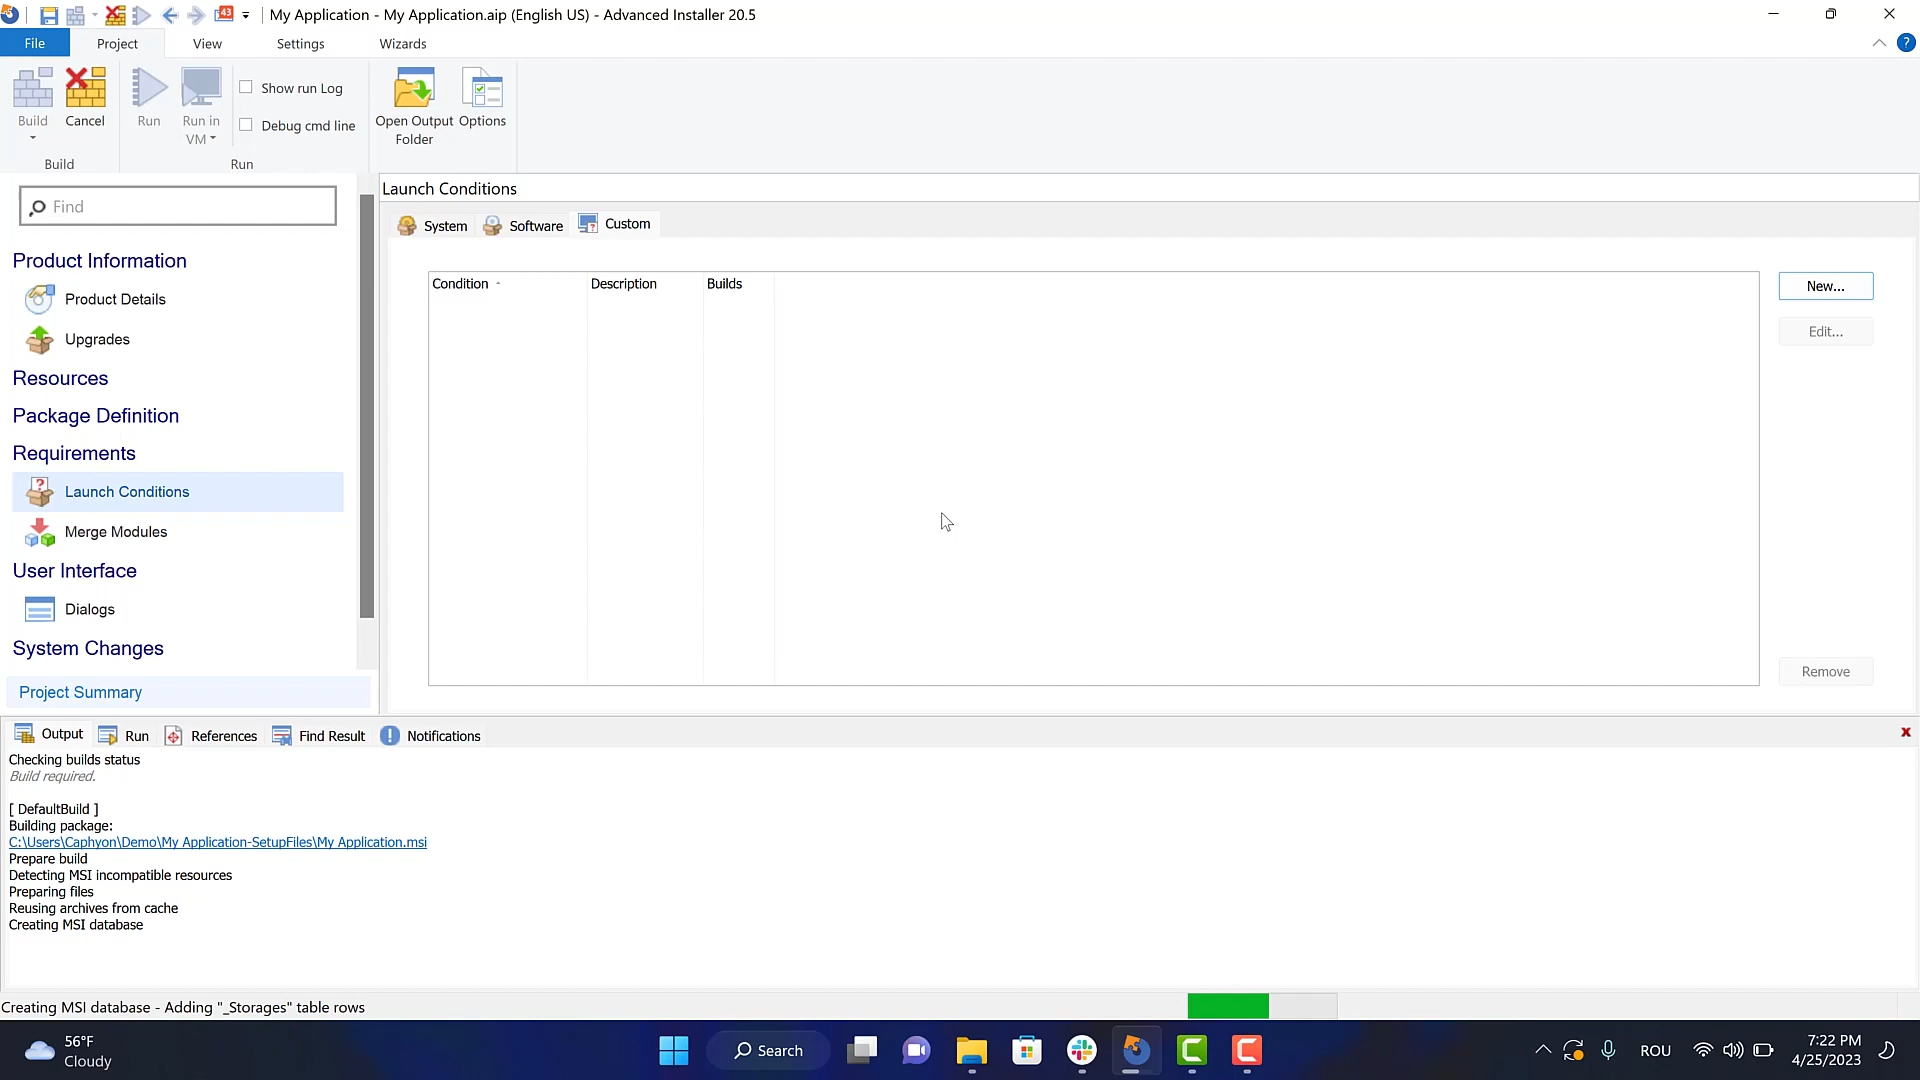 43
My Application - My Application.aip (English US) - Advanced Installer 20.5
File Project View Settings Wizards
?
Build Cancel Run Run in VM Show run Log Debug cmd line Open Output Folder Options
Build Run
Find
Product Information
Product Details
Upgrades
Resources
Package Definition
Requirements
Launch Conditions
Merge Modules
User Interface
Dialogs
System Changes
Project Summary
Launch Conditions
System Software Custom
Condition Description Builds
New...
Edit...
Remove
Output Run References Find Result Notifications
Checking builds status
Build required.
[ DefaultBuild ]
Building package:
C:\Users\Caphyon\Demo\My Application-SetupFiles\My Application.msi
Prepare build
Detecting MSI incompatible resources
Preparing files
Reusing archives from cache
Creating MSI database
Creating MSI database - Adding "_Storages" table rows
56°F
Cloudy
Search
ROU
7:22 PM
4/25/2023